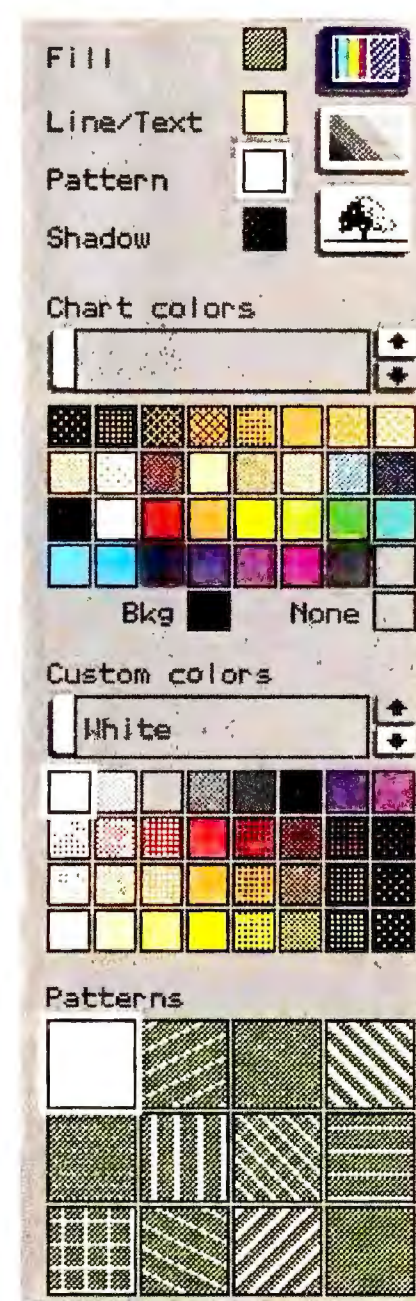 Fill
Line/Text
Pattern
Shadow
Chart colors
Bkg
None
Custom colors
White
Patterns